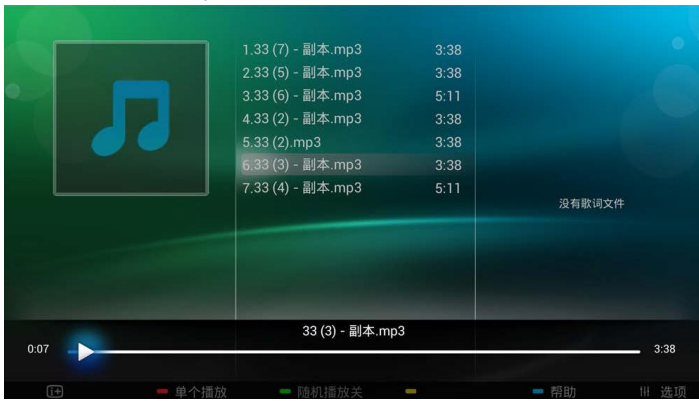 1.33 (7) - 副本.mp3 3:38
2.33 (5) - 副本.mp3 3:38
3.33 (6) - 副本.mp3 5:11
4.33 (2) - 副本.mp3 3:38
5.33 (2).mp3 3:38
6.33 (3) - 副本.mp3 3:38
7.33 (4) - 副本.mp3 5:11
没有歌词文件
33 (3) - 副本.mp3
0:07 3:38
i+ 单个播放 随机播放关 帮助 选项